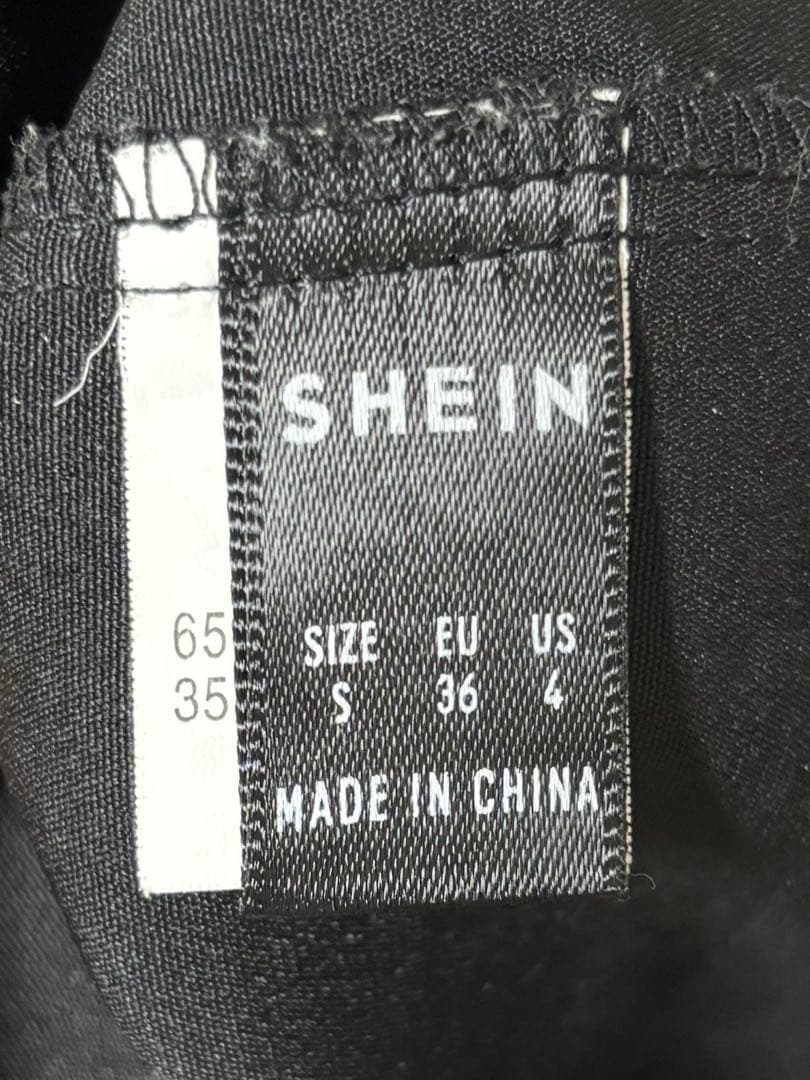 SHEIN
65
35
SIZE EU US
S 36 4
MADE IN CHINA